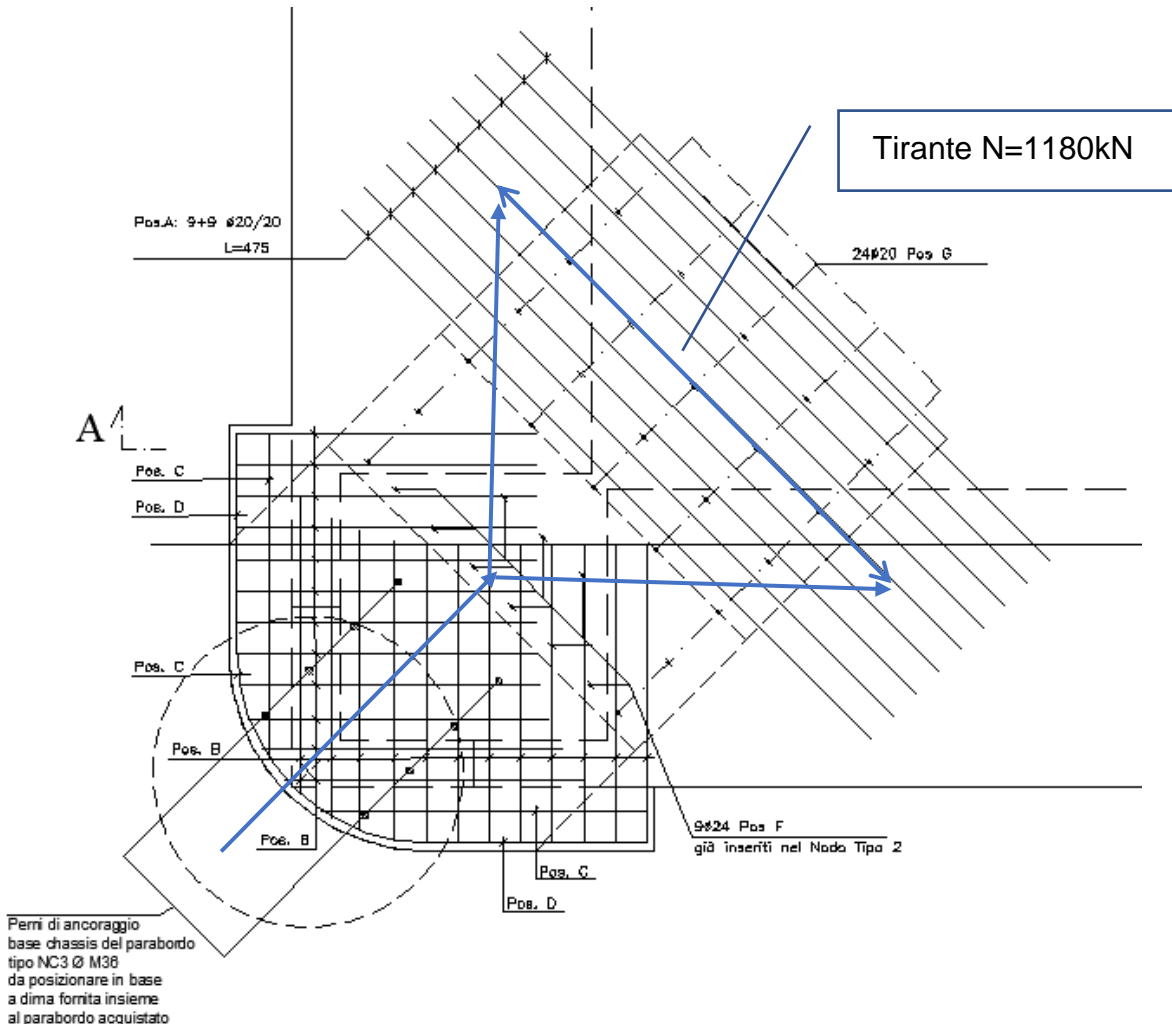 Tirante N=1180kN
Pos.A: 9+9 ø20/20
L=475
24ø20 Pos G
A
Pos. C
Pos. D
Pos. C
Pos. B
Pos. B
9ø24 Pos F
già inseriti nel Nodo Tipo 2
Pos. C
Pos. D
Perni di ancoraggio
base chassis del parabordo
tipo NC3 Ø M36
da posizionare in base
a dima fornita insieme
al parabordo acquistato